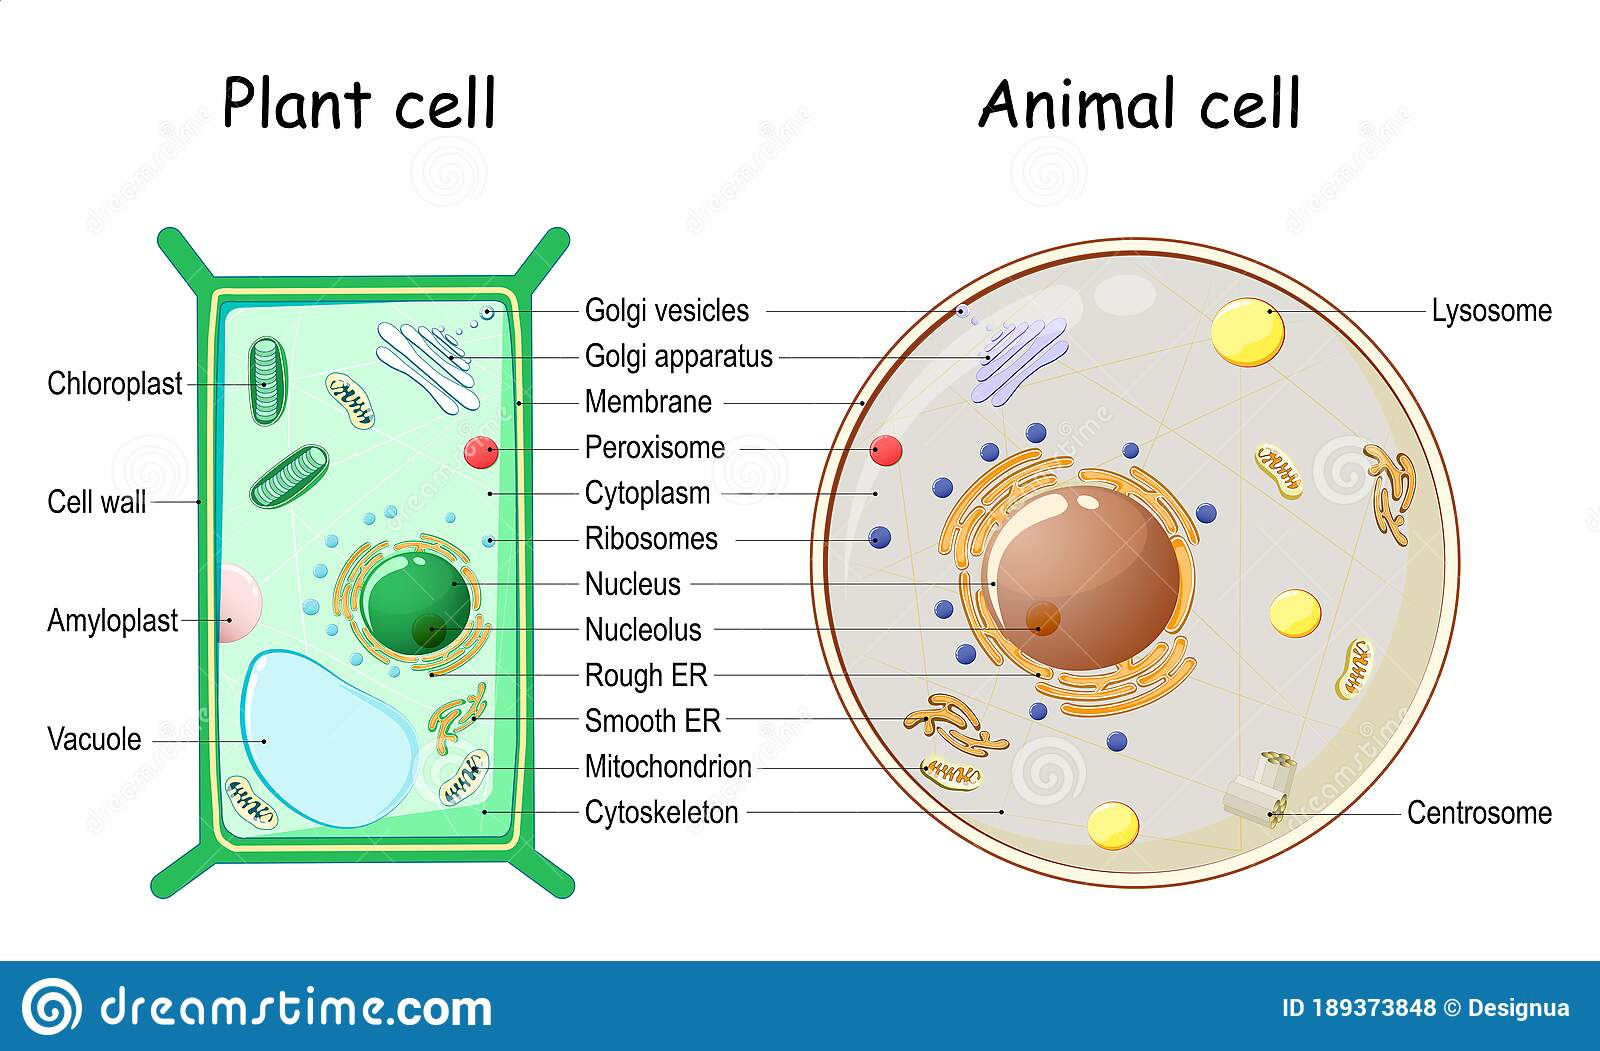 Plant cell
Animal cell
Chloroplast
Cell wall
Amyloplast
Vacuole
Golgi vesicles
Golgi apparatus
Membrane
Peroxisome
Cytoplasm
Ribosomes
Nucleus
Nucleolus
Rough ER
Smooth ER
Mitochondrion
Cytoskeleton
Lysosome
Centrosome
dreamstime.com
ID 189373848 © Designua